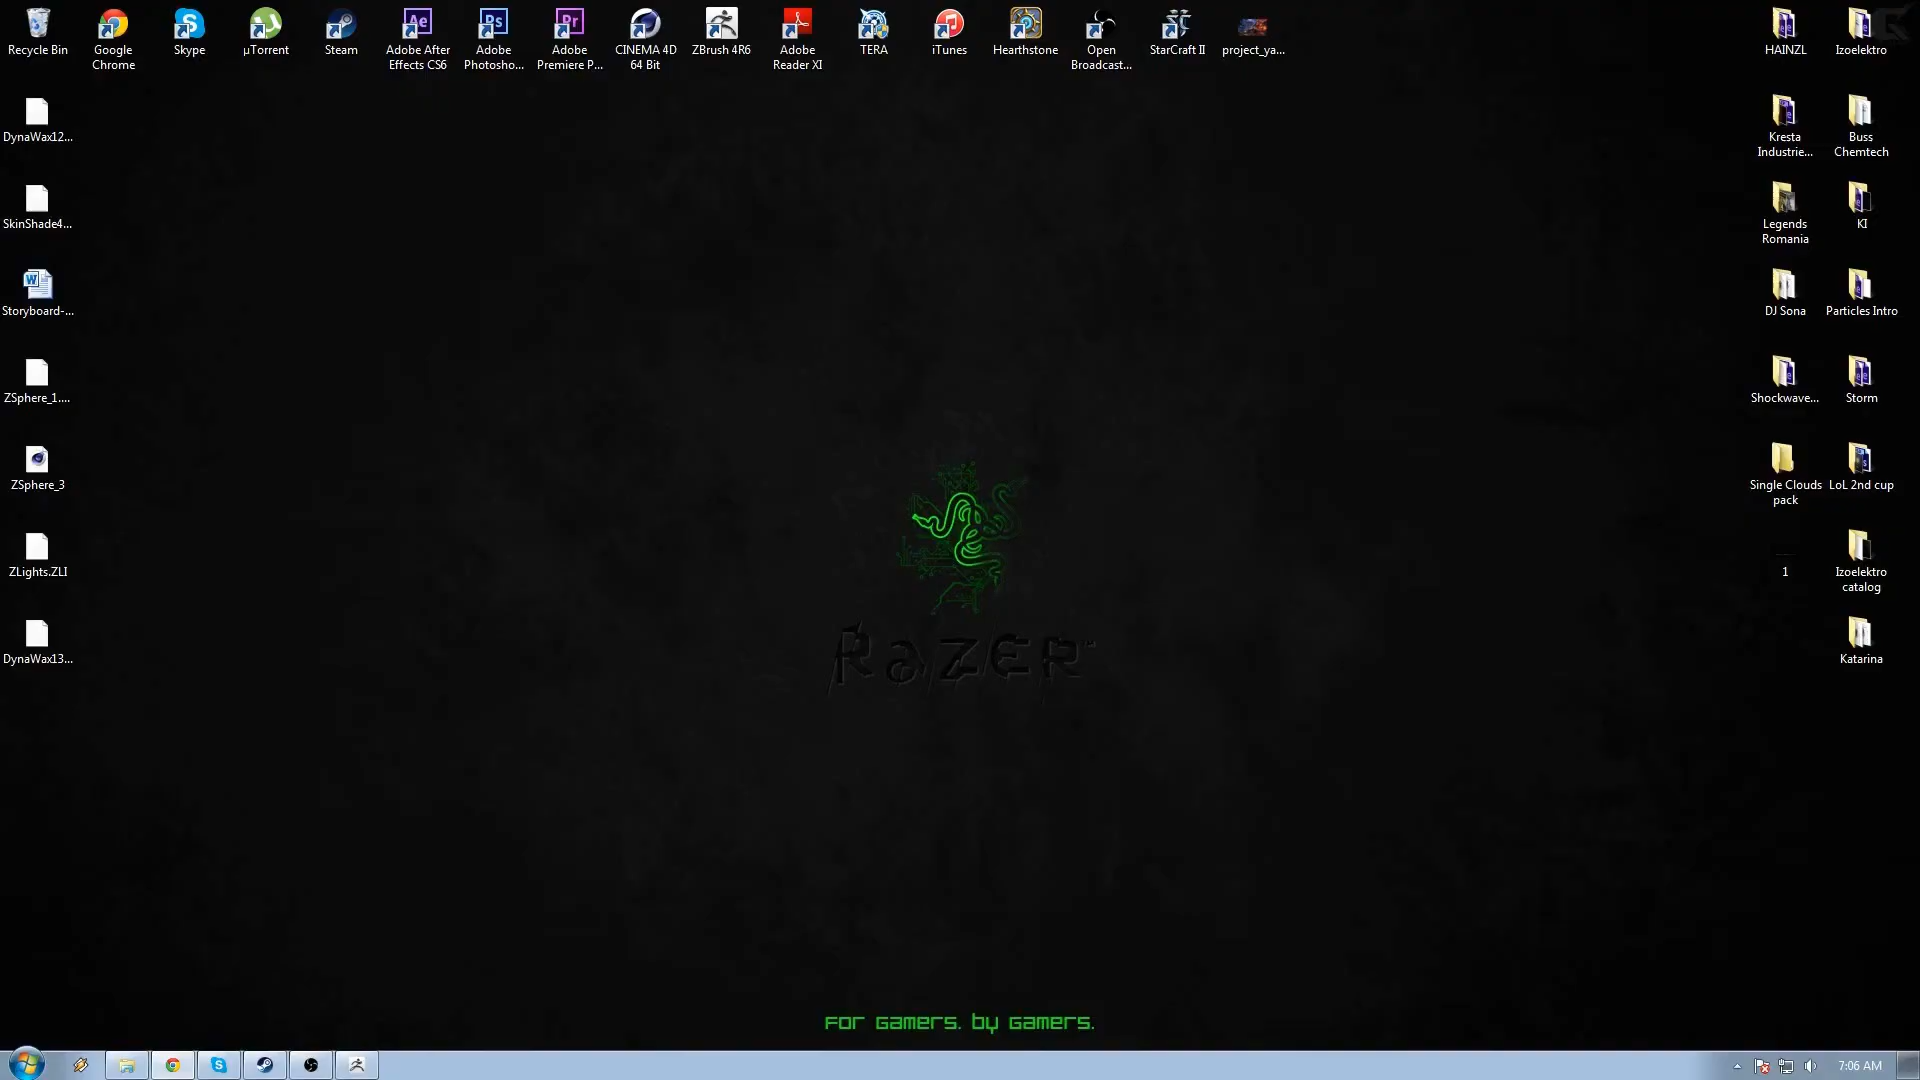 Recycle Bin
Google
Chrome
Skype
µTorrent
Steam
Adobe After
Effects CS6
Adobe
Photosho...
Adobe
Premiere P...
CINEMA 4D
64 Bit
ZBrush 4R6
Adobe
Reader XI
TERA
iTunes
Hearthstone
Open
Broadcast...
StarCraft II
project_ya...
HAINZL
Izoelektro
DynaWax12...
Kresta
Industrie...
Buss
Chemtech
SkinShade4...
Legends
Romania
KI
Storyboard-...
DJ Sona
Particles Intro
ZSphere_1....
Shockwave...
Storm
ZSphere_3
Single Clouds
pack
LoL 2nd cup
ZLights.ZLI
1
Izoelektro
catalog
DynaWax13...
Katarina
RAZER™
For Gamers. by Gamers.
7:06 AM